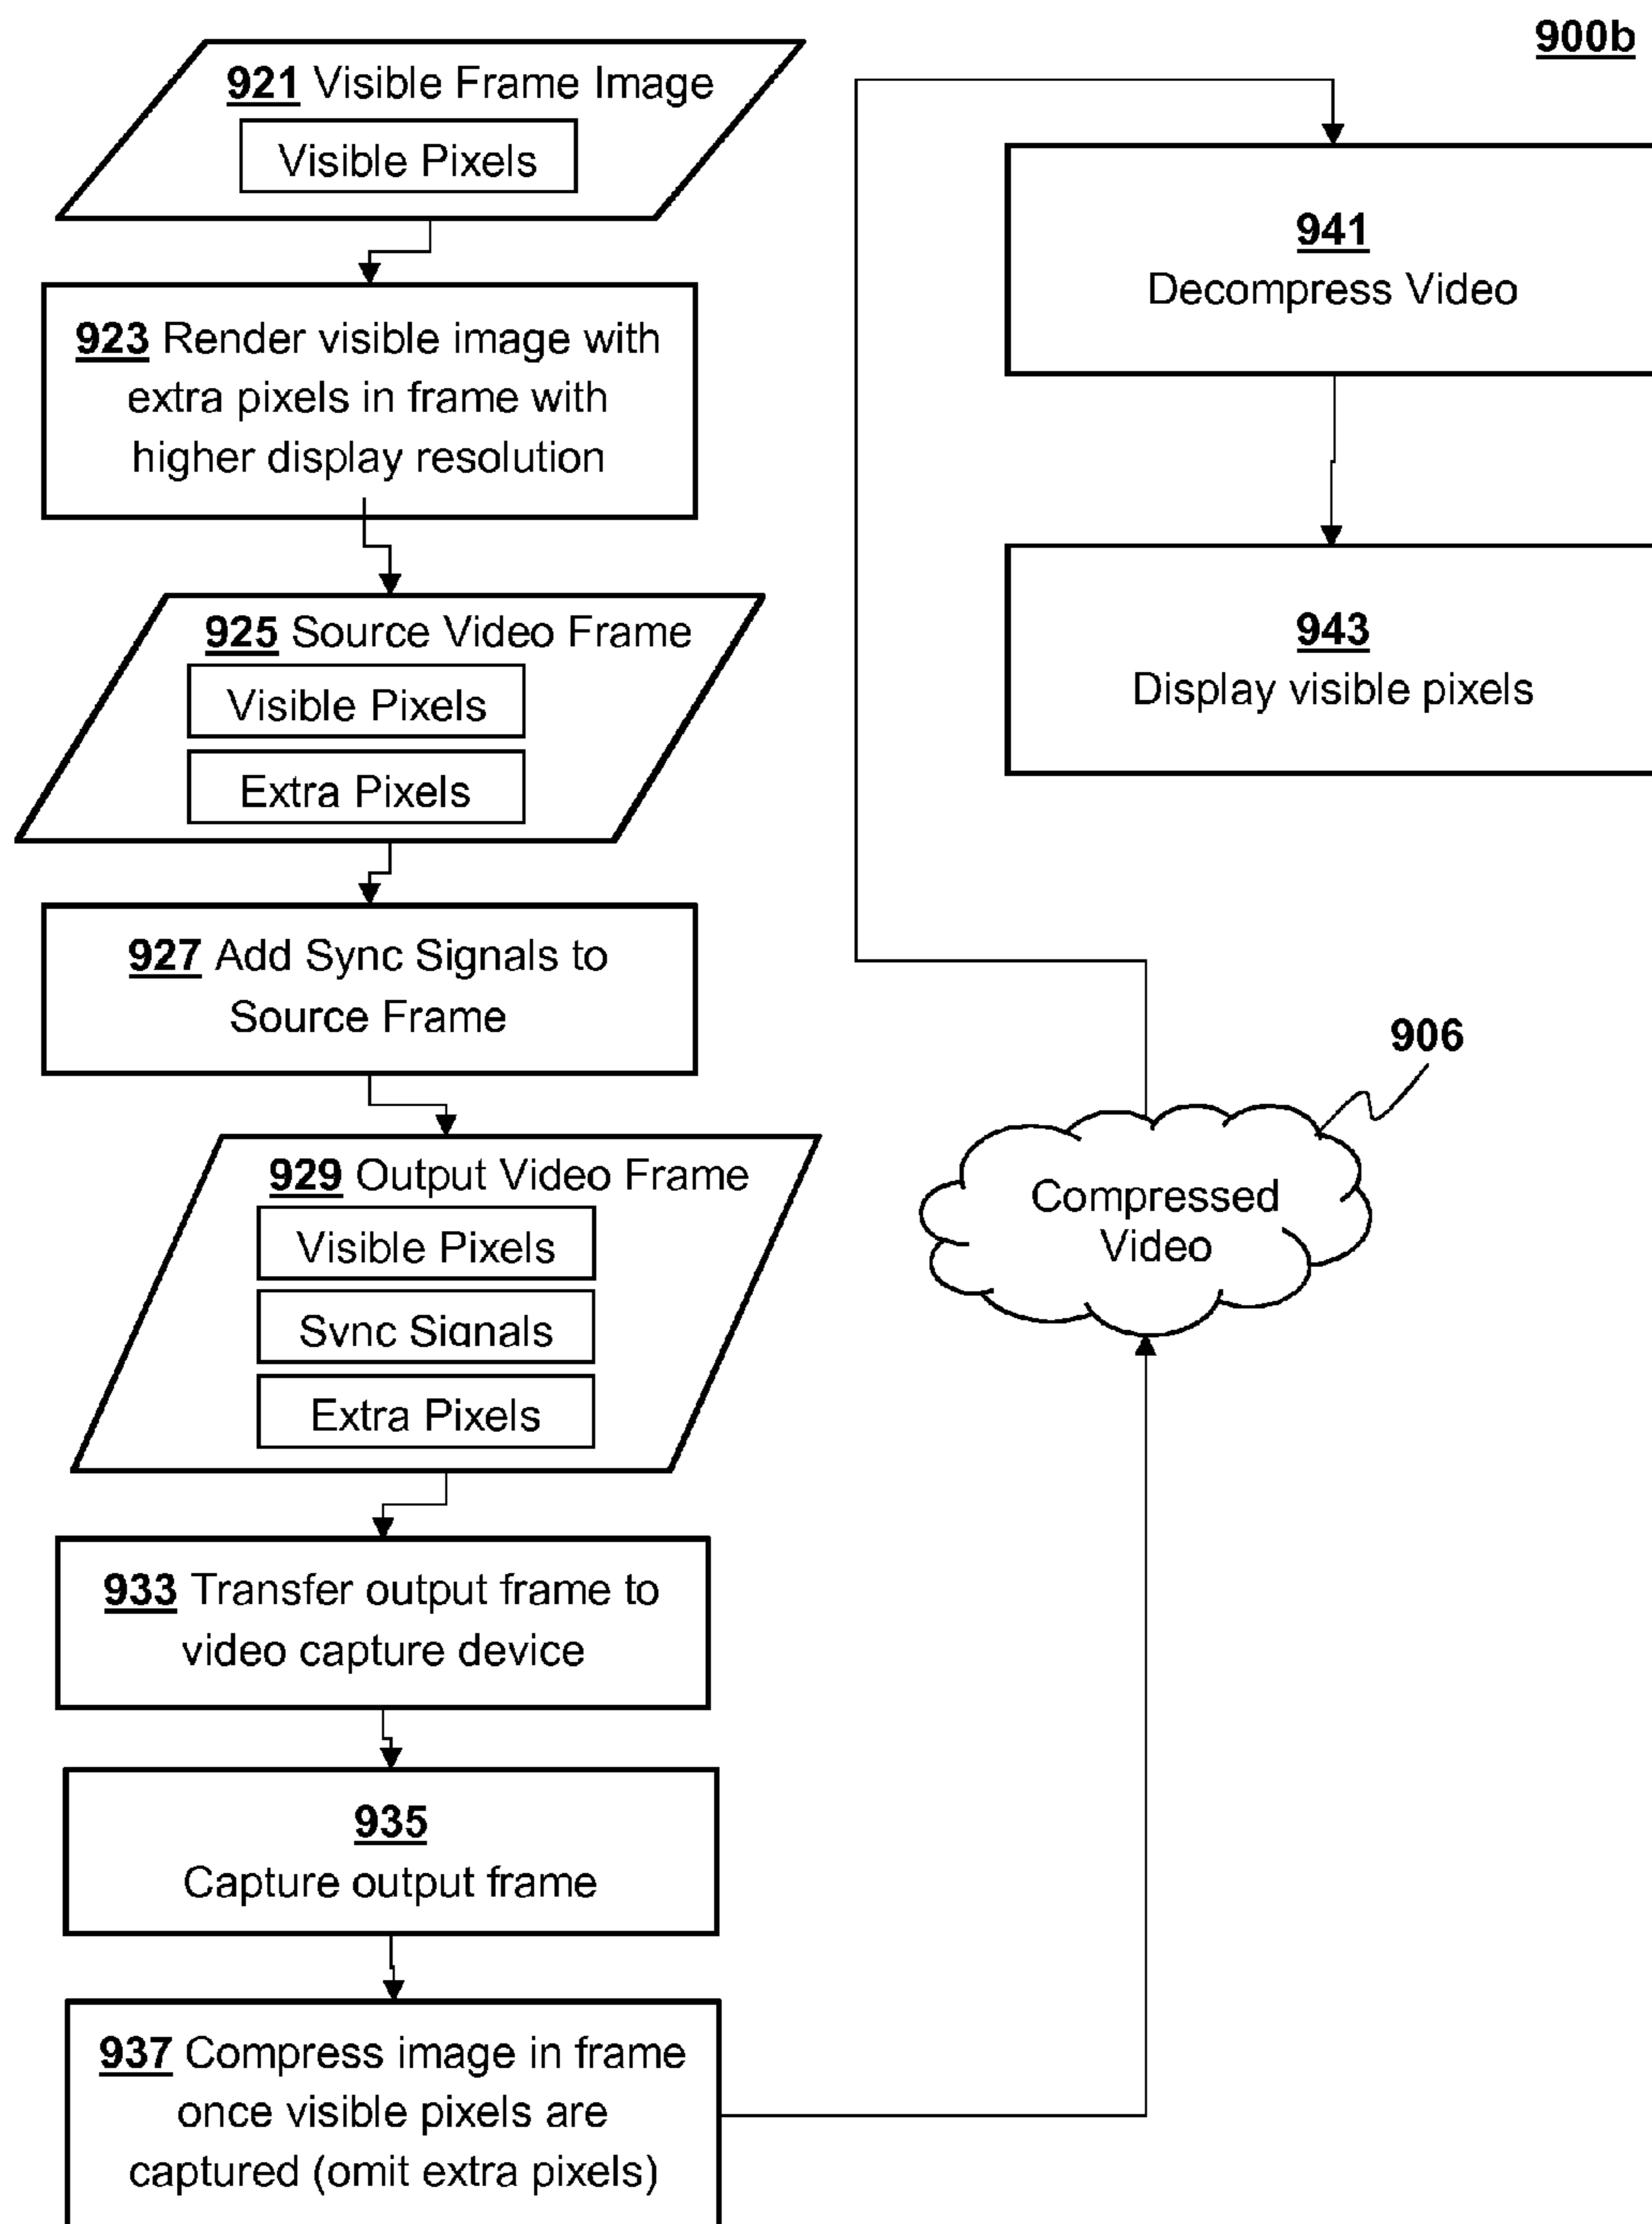 900b
921 Visible Frame Image
Visible Pixels
923 Render visible image with
extra pixels in frame with
higher display resolution
925 Source Video Frame
Visible Pixels
Extra Pixels
927 Add Sync Signals to
Source Frame
929 Output Video Frame
Visible Pixels
Sync Signals
Extra Pixels
933 Transfer output frame to
video capture device
935
Capture output frame
937 Compress image in frame
once visible pixels are
captured (omit extra pixels)
906
Compressed
Video
941
Decompress Video
943
Display visible pixels